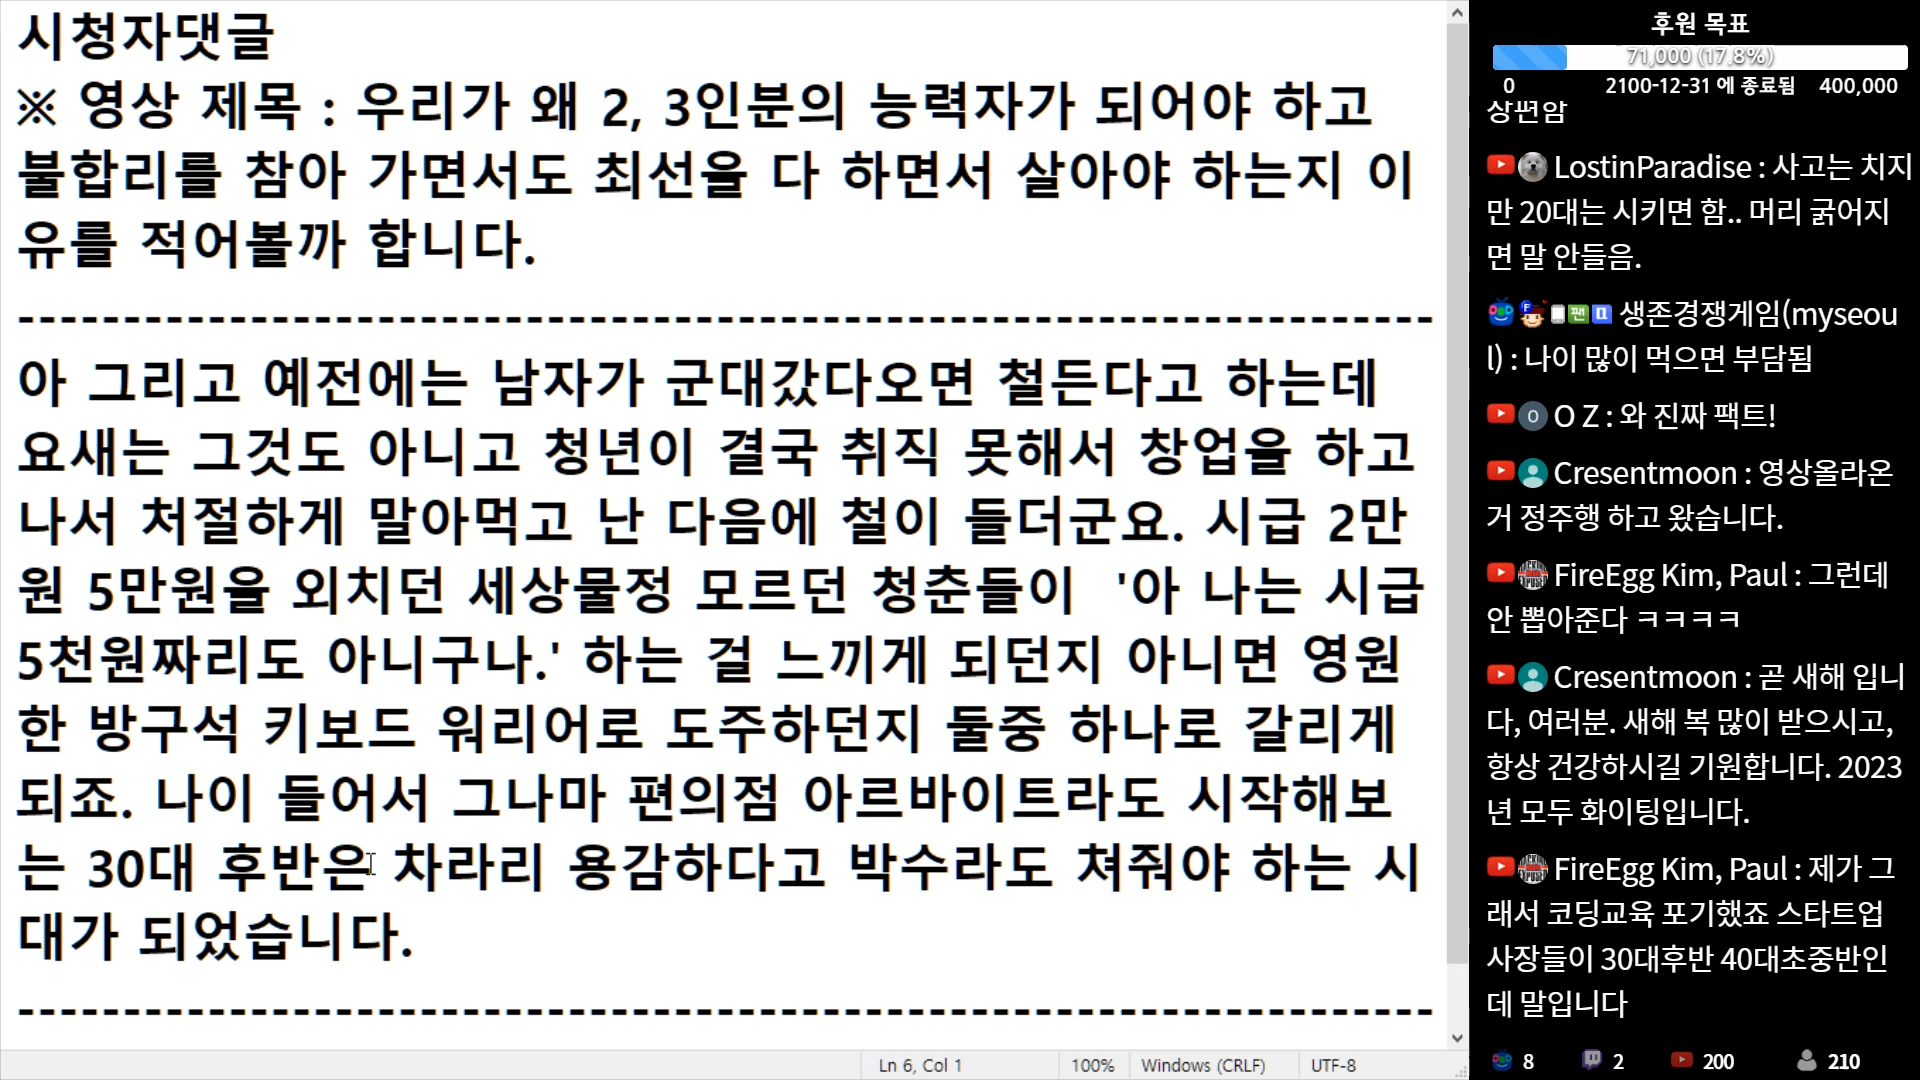 시청자댓글
※ 영상 제목 : 우리가 왜 2, 3인분의 능력자가 되어야 하고
불합리를 참아 가면서도 최선을 다 하면서 살아야 하는지 이
유를 적어볼까 합니다.
--------------------------------------------------------------------
아 그리고 예전에는 남자가 군대갔다오면 철든다고 하는데
요새는 그것도 아니고 청년이 결국 취직 못해서 창업을 하고
나서 처절하게 말아먹고 난 다음에 철이 들더군요. 시급 2만
원 5만원을 외치던 세상물정 모르던 청춘들이  '아 나는 시급
5천원짜리도 아니구나.' 하는 걸 느끼게 되던지 아니면 영원
한 방구석 키보드 워리어로 도주하던지 둘중 하나로 갈리게
되죠. 나이 들어서 그나마 편의점 아르바이트라도 시작해보
는 30대 후반은 차라리 용감하다고 박수라도 쳐줘야 하는 시
대가 되었습니다.
--------------------------------------------------------------------
Ln 6, Col 1 100% Windows (CRLF) UTF-8
후원 목표
71,000 (17.8%)
0 2100-12-31 에 종료됨 400,000
상편함
LostinParadise : 사고는 치지
만 20대는 시키면 함.. 머리 굵어지
면 말 안들음.
F 팬 생존경쟁게임(myseou
l) : 나이 많이 먹으면 부담됨
O O Z : 와 진짜 팩트!
Cresentmoon : 영상올라온
거 정주행 하고 왔습니다.
FireEgg Kim, Paul : 그런데
안 뽑아준다 ㅋㅋㅋㅋ
Cresentmoon : 곧 새해 입니
다, 여러분. 새해 복 많이 받으시고,
항상 건강하시길 기원합니다. 2023
년 모두 화이팅입니다.
FireEgg Kim, Paul : 제가 그
래서 코딩교육 포기했죠 스타트업
사장들이 30대후반 40대초중반인
데 말입니다
8 2 200 210